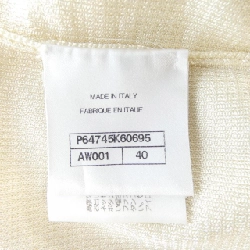 MADE IN ITALY
FABRIQUE EN ITALIE
P64745K60695
AW001 40